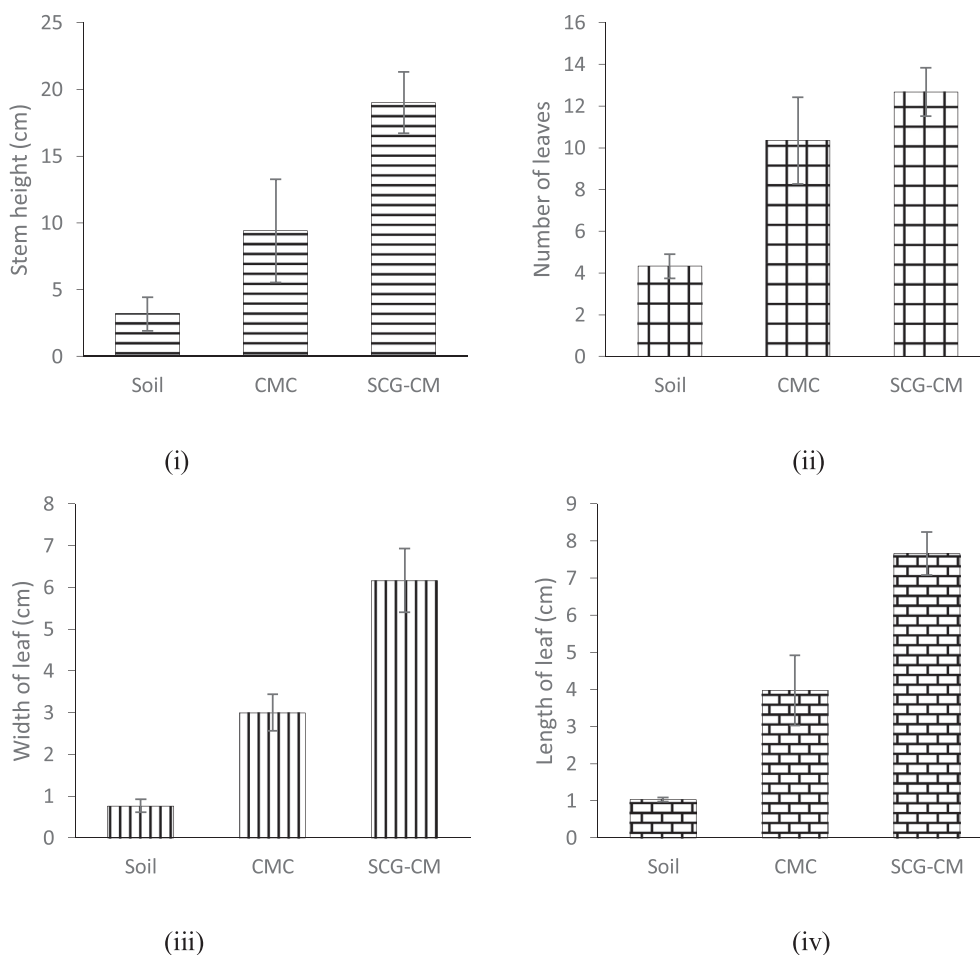 Stem height (cm)
25
20
15
10
5
0
Soil CMC SCG-CM
(i)
Number of leaves
16
14
12
10
8
6
4
2
0
Soil CMC SCG-CM
(ii)
Width of leaf (cm)
8
7
6
5
4
3
2
1
0
Soil CMC SCG-CM
(iii)
Length of leaf (cm)
9
8
7
6
5
4
3
2
1
0
Soil CMC SCG-CM
(iv)